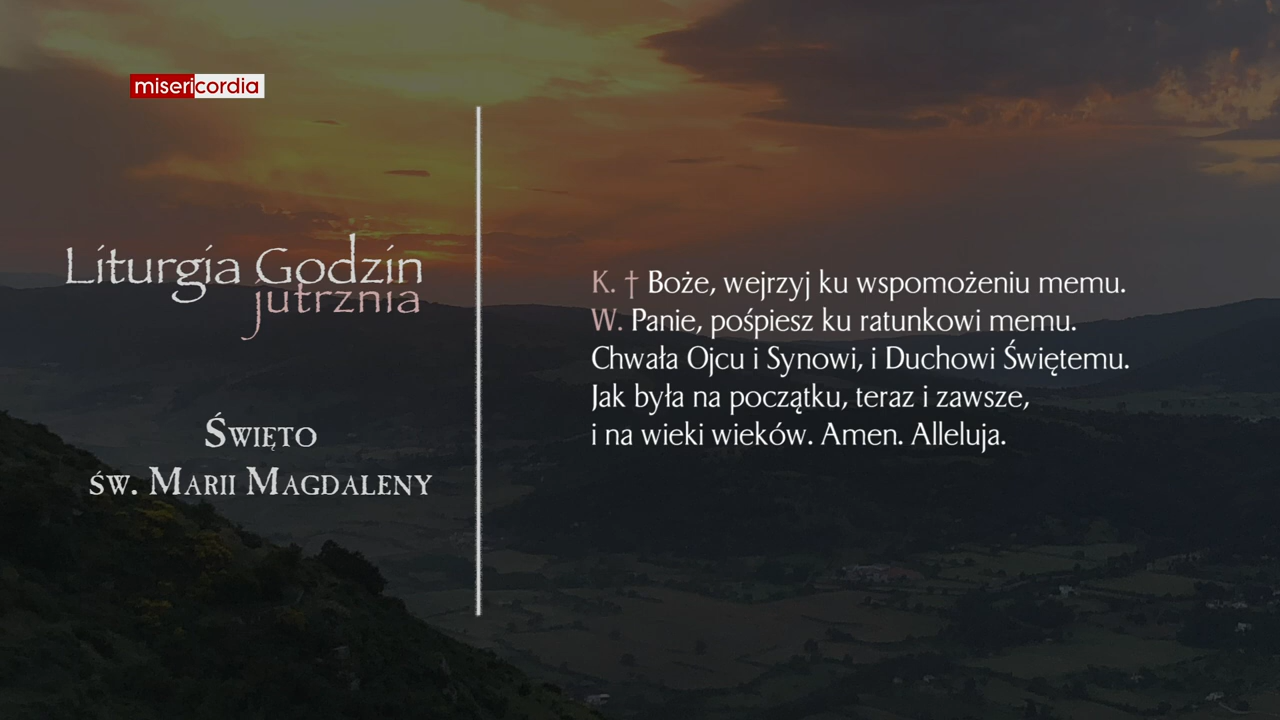 misericordia
Liturgia Godzin
jutrznia
Święto
św. Marii Magdaleny
K. † Boże, wejrzyj ku wspomożeniu memu.
W. Panie, pośpiesz ku ratunkowi memu.
Chwała Ojcu i Synowi, i Duchowi Świętemu.
Jak była na początku, teraz i zawsze,
i na wieki wieków. Amen. Alleluja.